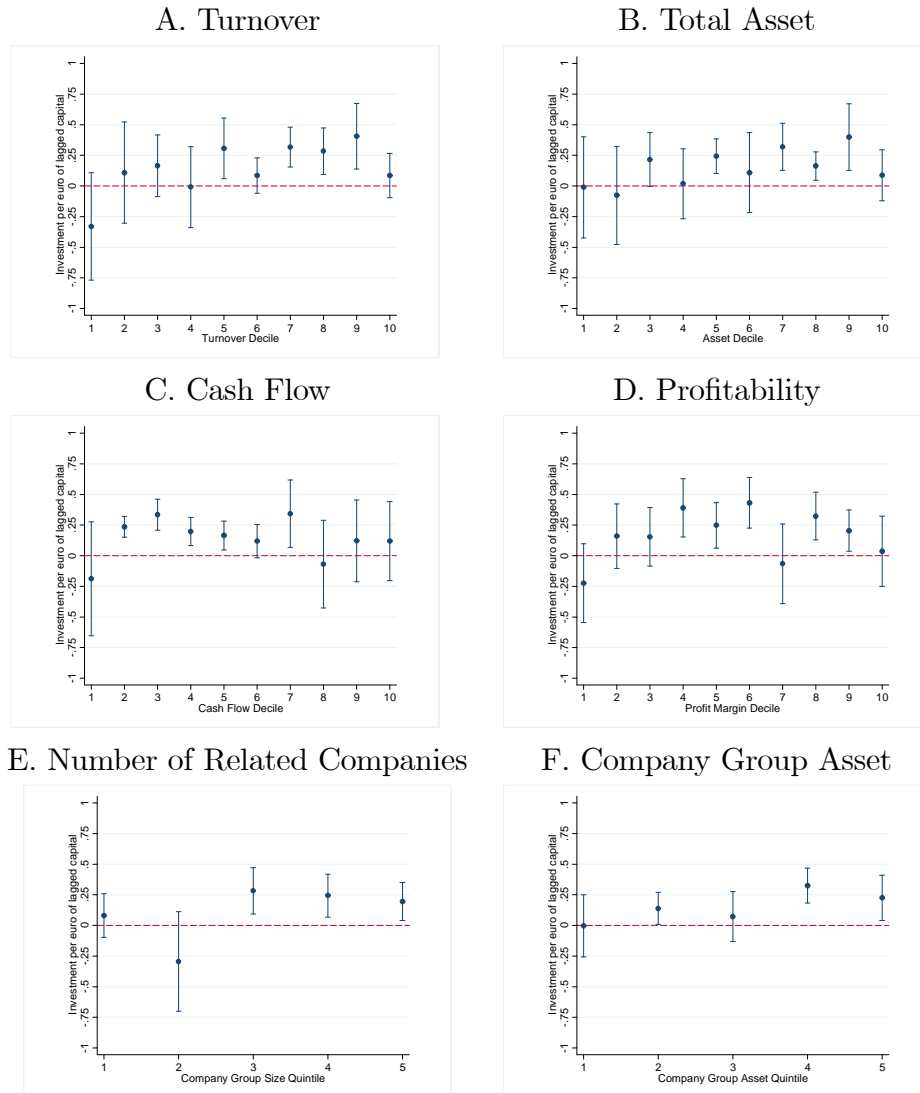 A. Turnover
Investment per euro of lagged capital
1
.75
.5
.25
0
-.25
-.5
-.75
-1
1 2 3 4 5 6 7 8 9 10
Turnover Decile
B. Total Asset
Investment per euro of lagged capital
1
.75
.5
.25
0
-.25
-.5
-.75
-1
1 2 3 4 5 6 7 8 9 10
Asset Decile
C. Cash Flow
Investment per euro of lagged capital
1
.75
.5
.25
0
-.25
-.5
-.75
-1
1 2 3 4 5 6 7 8 9 10
Cash Flow Decile
D. Profitability
Investment per euro of lagged capital
1
.75
.5
.25
0
-.25
-.5
-.75
-1
1 2 3 4 5 6 7 8 9 10
Profit Margin Decile
E. Number of Related Companies
Investment per euro of lagged capital
1
.75
.5
.25
0
-.25
-.5
-.75
-1
1 2 3 4 5
Company Group Size Quintile
F. Company Group Asset
Investment per euro of lagged capital
1
.75
.5
.25
0
-.25
-.5
-.75
-1
1 2 3 4 5
Company Group Asset Quintile